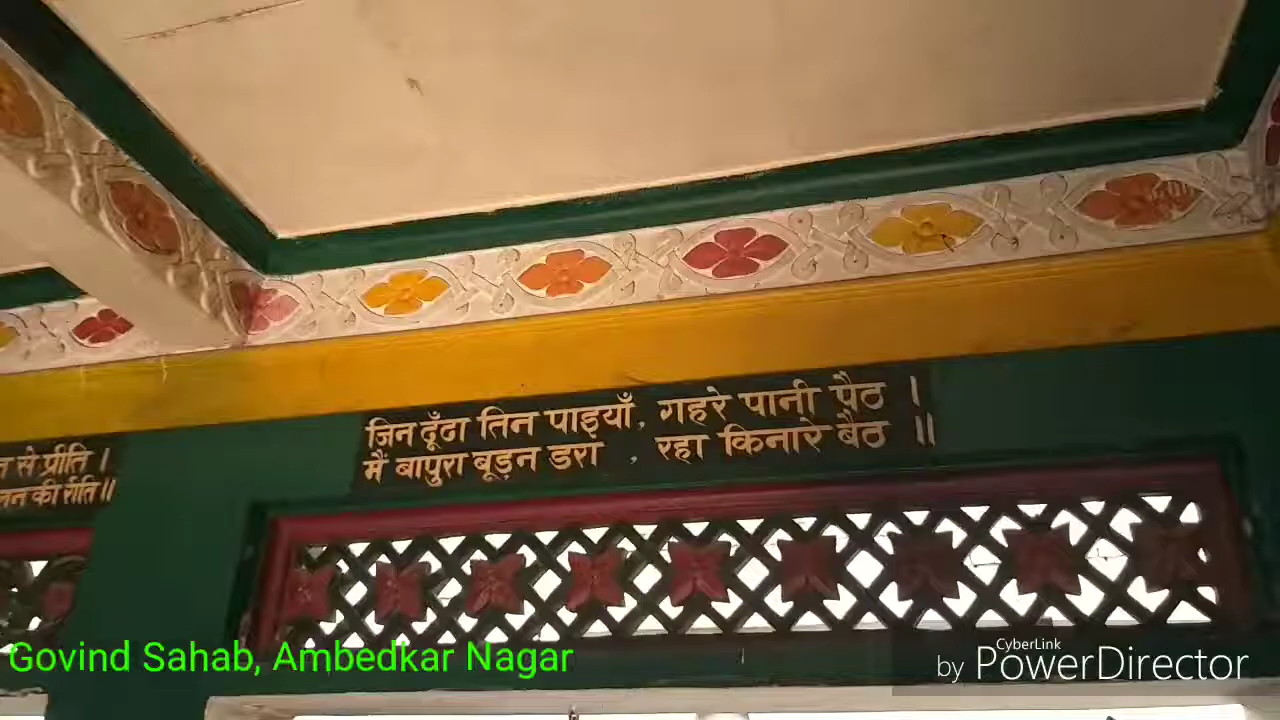 जिन ढूँढा तिन पाइयाँ, गहरे पानी पैठ ।
मैं बापुरा बूड़न डरा , रहा किनारे बैठ ॥
से प्रीति ।
की रीति ॥
Govind Sahab, Ambedkar Nagar
CyberLink
by PowerDirector